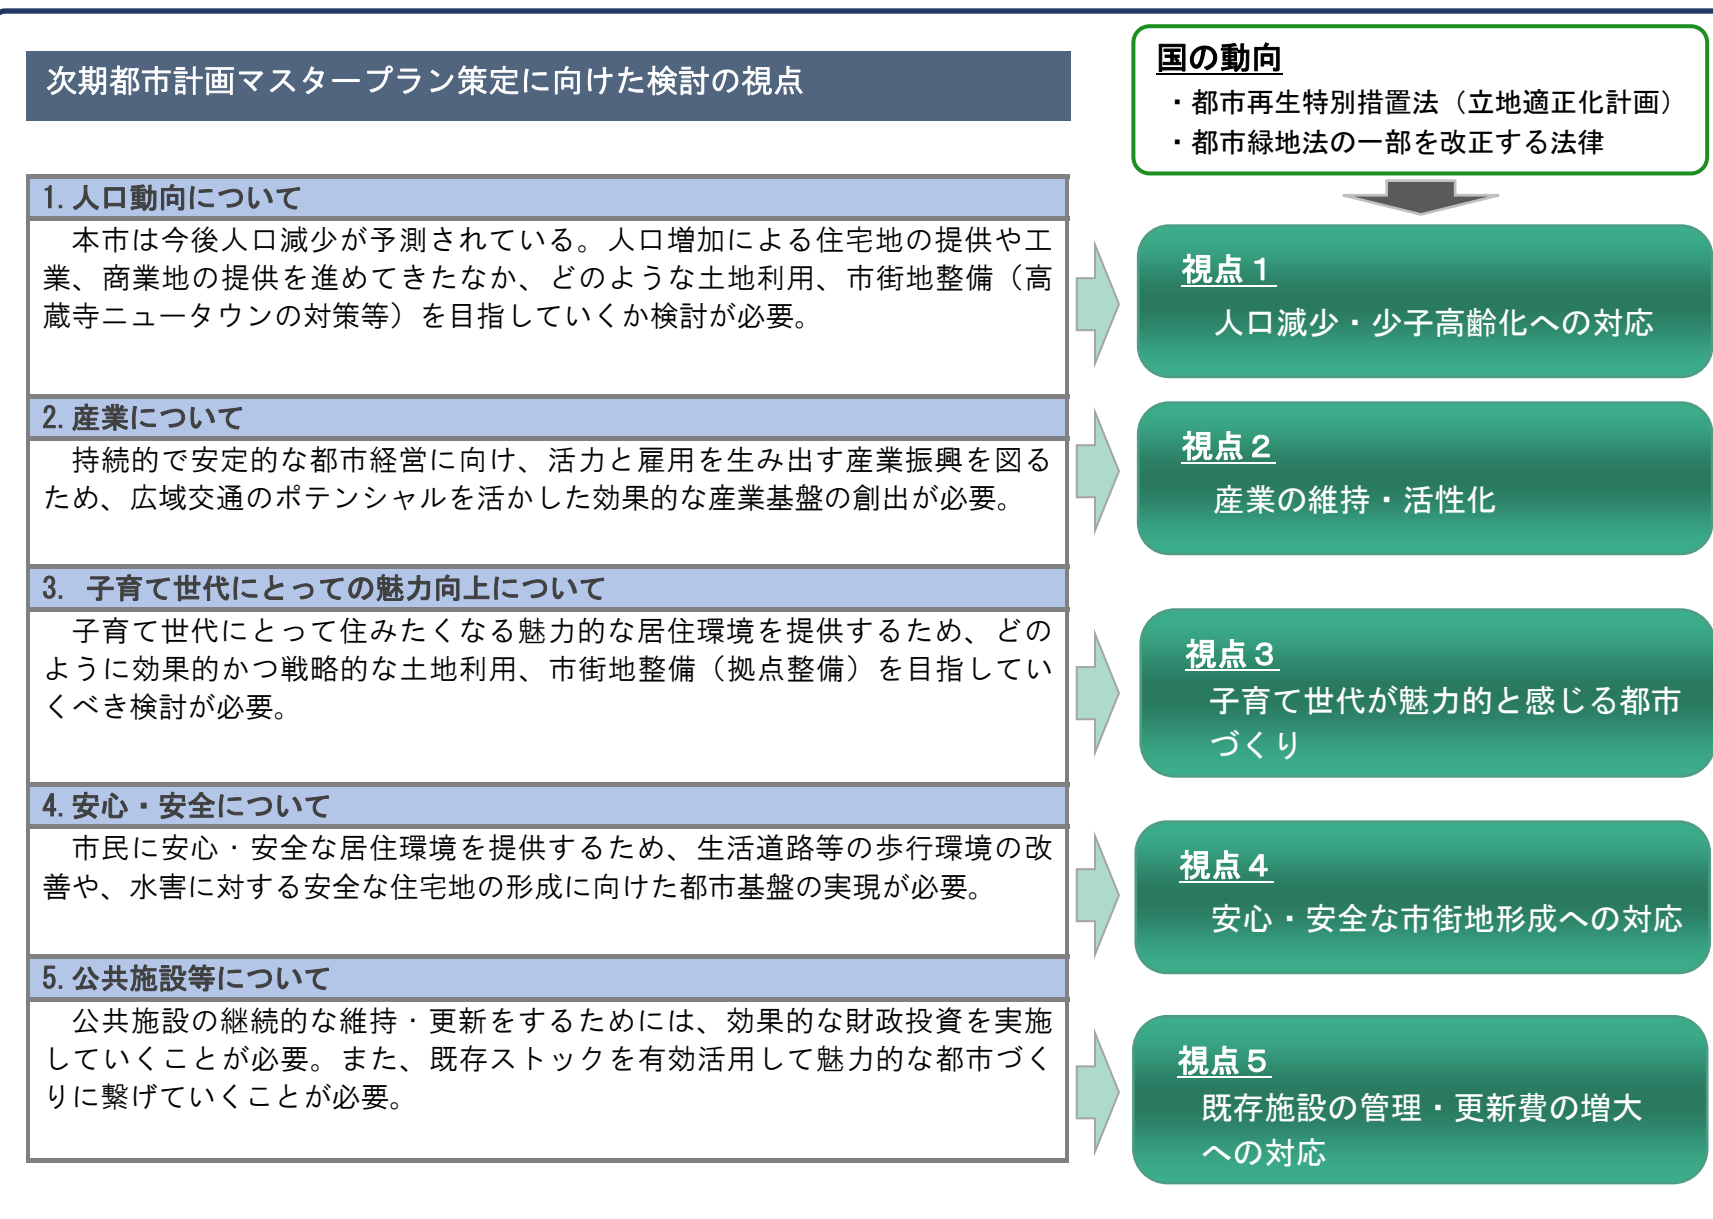 次期都市計画マスタープラン策定に向けた検討の視点
国の動向
・都市再生特別措置法（立地適正化計画）
・都市緑地法の一部を改正する法律
1.人口動向について
本市は今後人口減少が予測されている。人口増加による住宅地の提供や工
業、商業地の提供を進めてきたなか、どのような土地利用、市街地整備（高
蔵寺ニュータウンの対策等）を目指していくか検討が必要。
視点１
人口減少・少子高齢化への対応
2.産業について
持続的で安定的な都市経営に向け、活力と雇用を生み出す産業振興を図る
ため、広域交通のポテンシャルを活かした効果的な産業基盤の創出が必要。
視点２
産業の維持・活性化
3. 子育て世代にとっての魅力向上について
子育て世代にとって住みたくなる魅力的な居住環境を提供するため、どの
ように効果的かつ戦略的な土地利用、市街地整備（拠点整備）を目指してい
くべき検討が必要。
視点３
子育て世代が魅力的と感じる都市
づくり
4.安心・安全について
市民に安心・安全な居住環境を提供するため、生活道路等の歩行環境の改
善や、水害に対する安全な住宅地の形成に向けた都市基盤の実現が必要。
視点４
安心・安全な市街地形成への対応
5.公共施設等について
公共施設の継続的な維持・更新をするためには、効果的な財政投資を実施
していくことが必要。また、既存ストックを有効活用して魅力的な都市づく
りに繋げていくことが必要。
視点５
既存施設の管理・更新費の増大
への対応